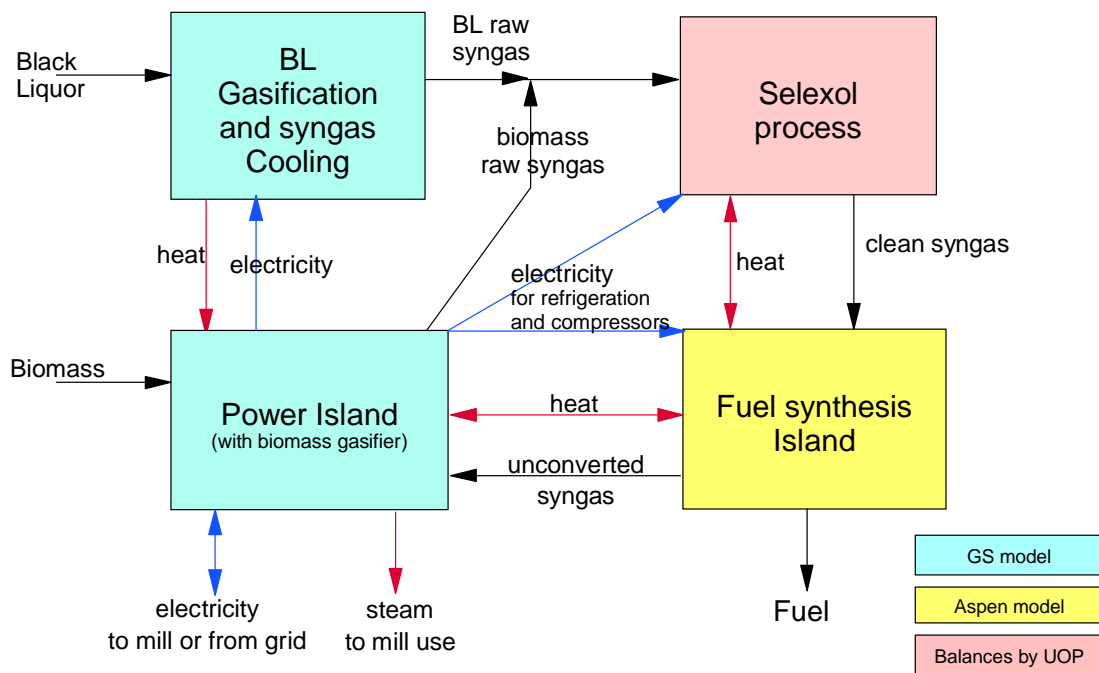 Black
Liquor
BL
Gasification
and syngas
Cooling
BL raw
syngas
biomass
raw syngas
Selexol
process
heat
electricity
electricity
for refrigeration
and compressors
heat
clean syngas
Biomass
Power Island
(with biomass gasifier)
heat
unconverted
syngas
Fuel synthesis
Island
electricity
to mill or from grid
steam
to mill use
Fuel
GS model
Aspen model
Balances by UOP